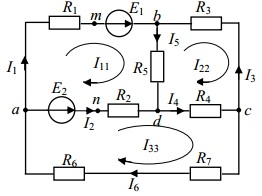 R1 m E1 b R3
I5
I1 I11 R5 I22 I3
E2 n R2 I4 R4
a I2 d c
I33
R6 I6 R7